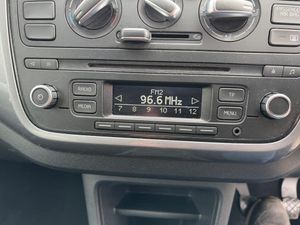 RADIO
MEDIA
FM2
96.6 MHz
7 8 9 10 11 12
TP
MENU